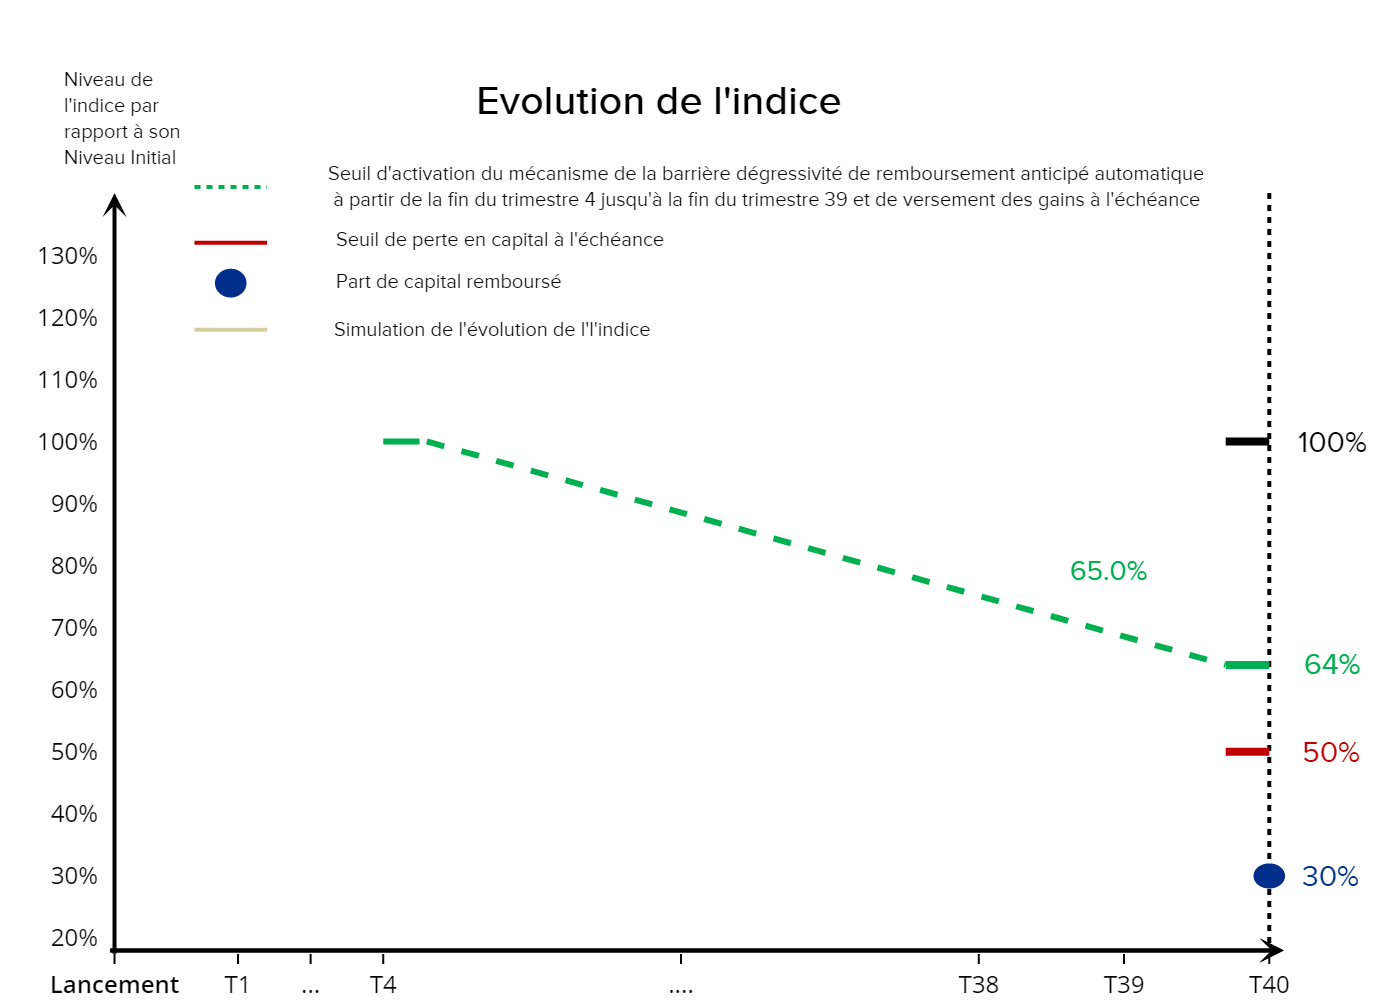 Niveau de
l'indice par
rapport à son
Niveau Initial
Evolution de l'indice
Seuil d'activation du mécanisme de la barrière dégressivité de remboursement anticipé automatique
à partir de la fin du trimestre 4 jusqu'à la fin du trimestre 39 et de versement des gains à l'échéance
Seuil de perte en capital à l'échéance
Part de capital remboursé
Simulation de l'évolution de l'l'indice
130%
120%
110%
100%
90%
80%
70%
60%
50%
40%
30%
20%
65.0%
100%
64%
50%
30%
Lancement T1 ... T4 .... T38 T39 T40